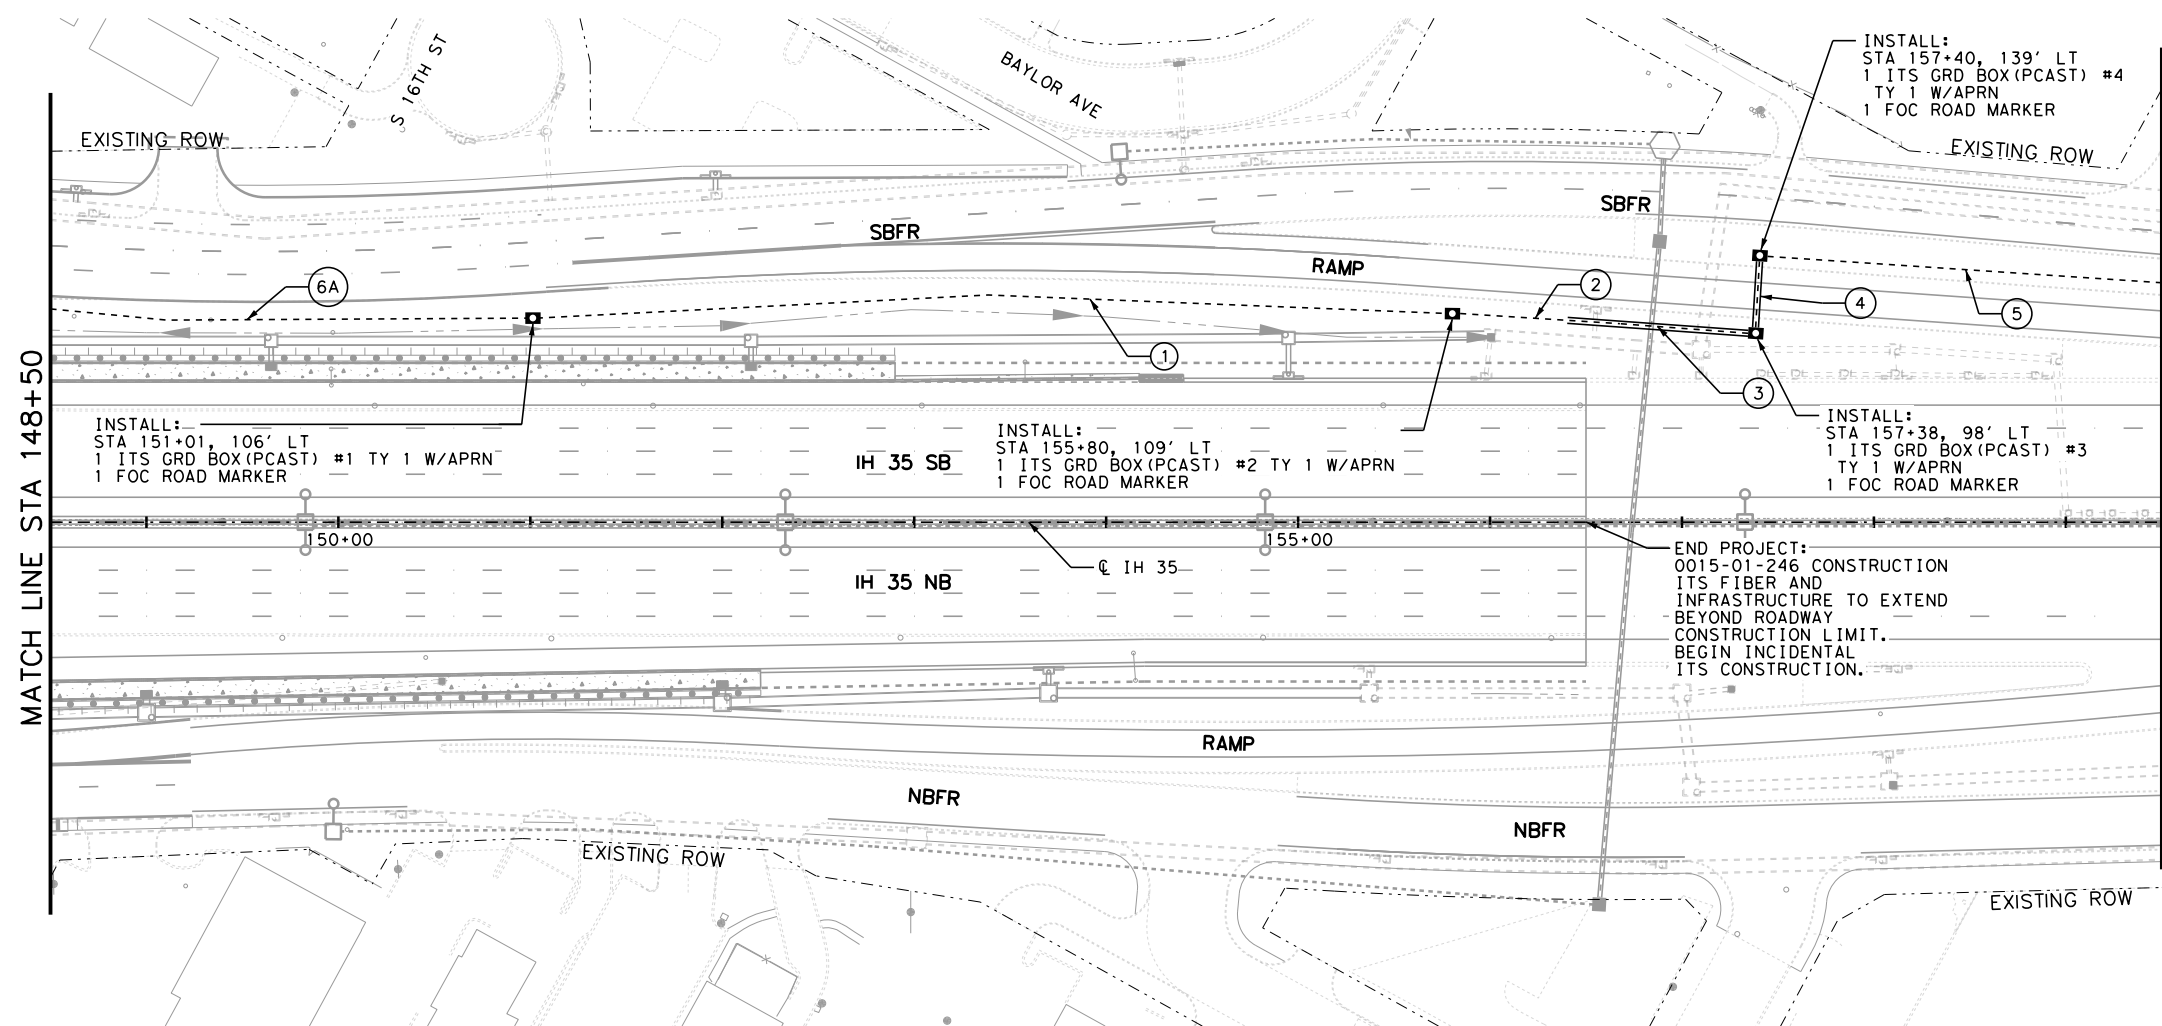 INSTALL:
STA 157+40, 139' LT
1 ITS GRD BOX(PCAST) #4
TY 1 W/APRN
1 FOC ROAD MARKER
S 16TH ST
BAYLOR AVE
EXISTING ROW
EXISTING ROW
SBFR
SBFR
RAMP
6A
2
4
5
1
3
MATCH LINE STA 148+50
INSTALL:
STA 151+01, 106' LT
1 ITS GRD BOX(PCAST) #1 TY 1 W/APRN
1 FOC ROAD MARKER
IH 35 SB
INSTALL:
STA 155+80, 109' LT
1 ITS GRD BOX(PCAST) #2 TY 1 W/APRN
1 FOC ROAD MARKER
INSTALL:
STA 157+38, 98' LT
1 ITS GRD BOX(PCAST) #3
TY 1 W/APRN
1 FOC ROAD MARKER
150+00
155+00
℄ IH 35
IH 35 NB
END PROJECT:
0015-01-246 CONSTRUCTION
ITS FIBER AND
INFRASTRUCTURE TO EXTEND
BEYOND ROADWAY
CONSTRUCTION LIMIT.
BEGIN INCIDENTAL
ITS CONSTRUCTION.
RAMP
NBFR
NBFR
EXISTING ROW
EXISTING ROW